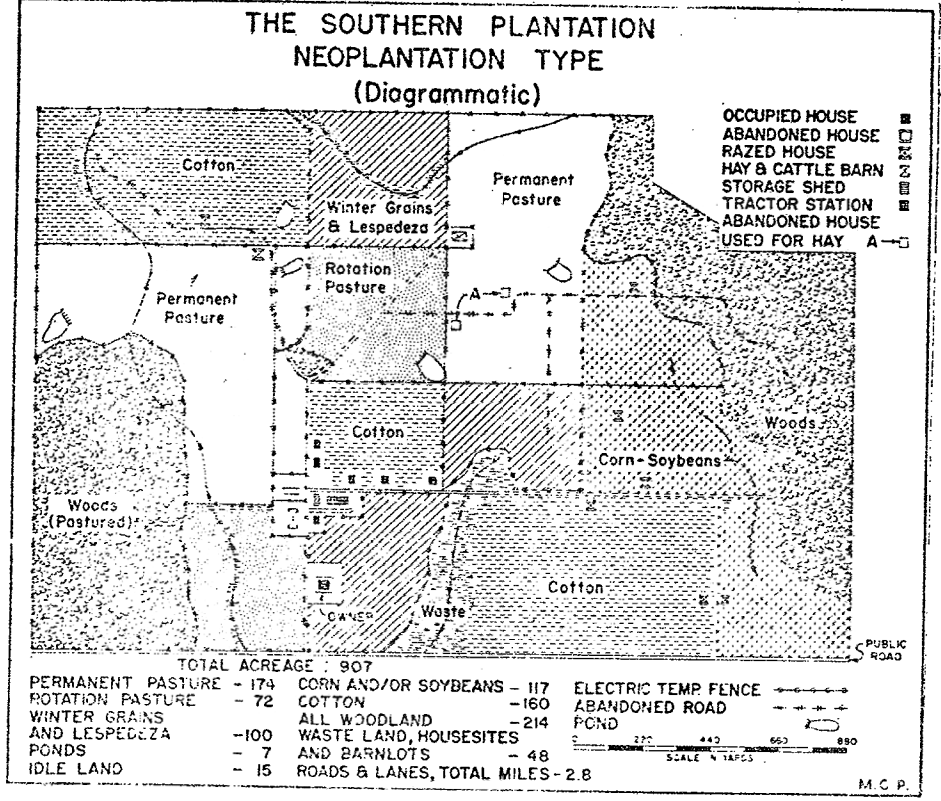 THE SOUTHERN PLANTATION
NEOPLANTATION TYPE
(Diagrammatic)
OCCUPIED HOUSE
ABANDONED HOUSE
RAZED HOUSE
HAY & CATTLE BARN
STORAGE SHED
TRACTOR STATION
ABANDONED HOUSE
USED FOR HAY A
Cotton
Winter Grains
& Lespedeza
Permanent
Pasture
Rotation
Pasture
Permanent
Pasture
A
Cotton
Woods
Corn-Soybeans
Woods
(Pastured)
Cotton
OWNER
Waste
PUBLIC
ROAD
TOTAL ACREAGE : 907
PERMANENT PASTURE - 174
ROTATION PASTURE - 72
WINTER GRAINS
AND LESPEDEZA -100
PONDS - 7
IDLE LAND - 15
CORN AND/OR SOYBEANS - 117
COTTON -160
ALL WOODLAND -214
WASTE LAND, HOUSESITES
AND BARNLOTS - 48
ROADS & LANES, TOTAL MILES - 2.8
ELECTRIC TEMP. FENCE
ABANDONED ROAD
POND
0 220 440 660 880
SCALE IN YARDS
M.C.P.